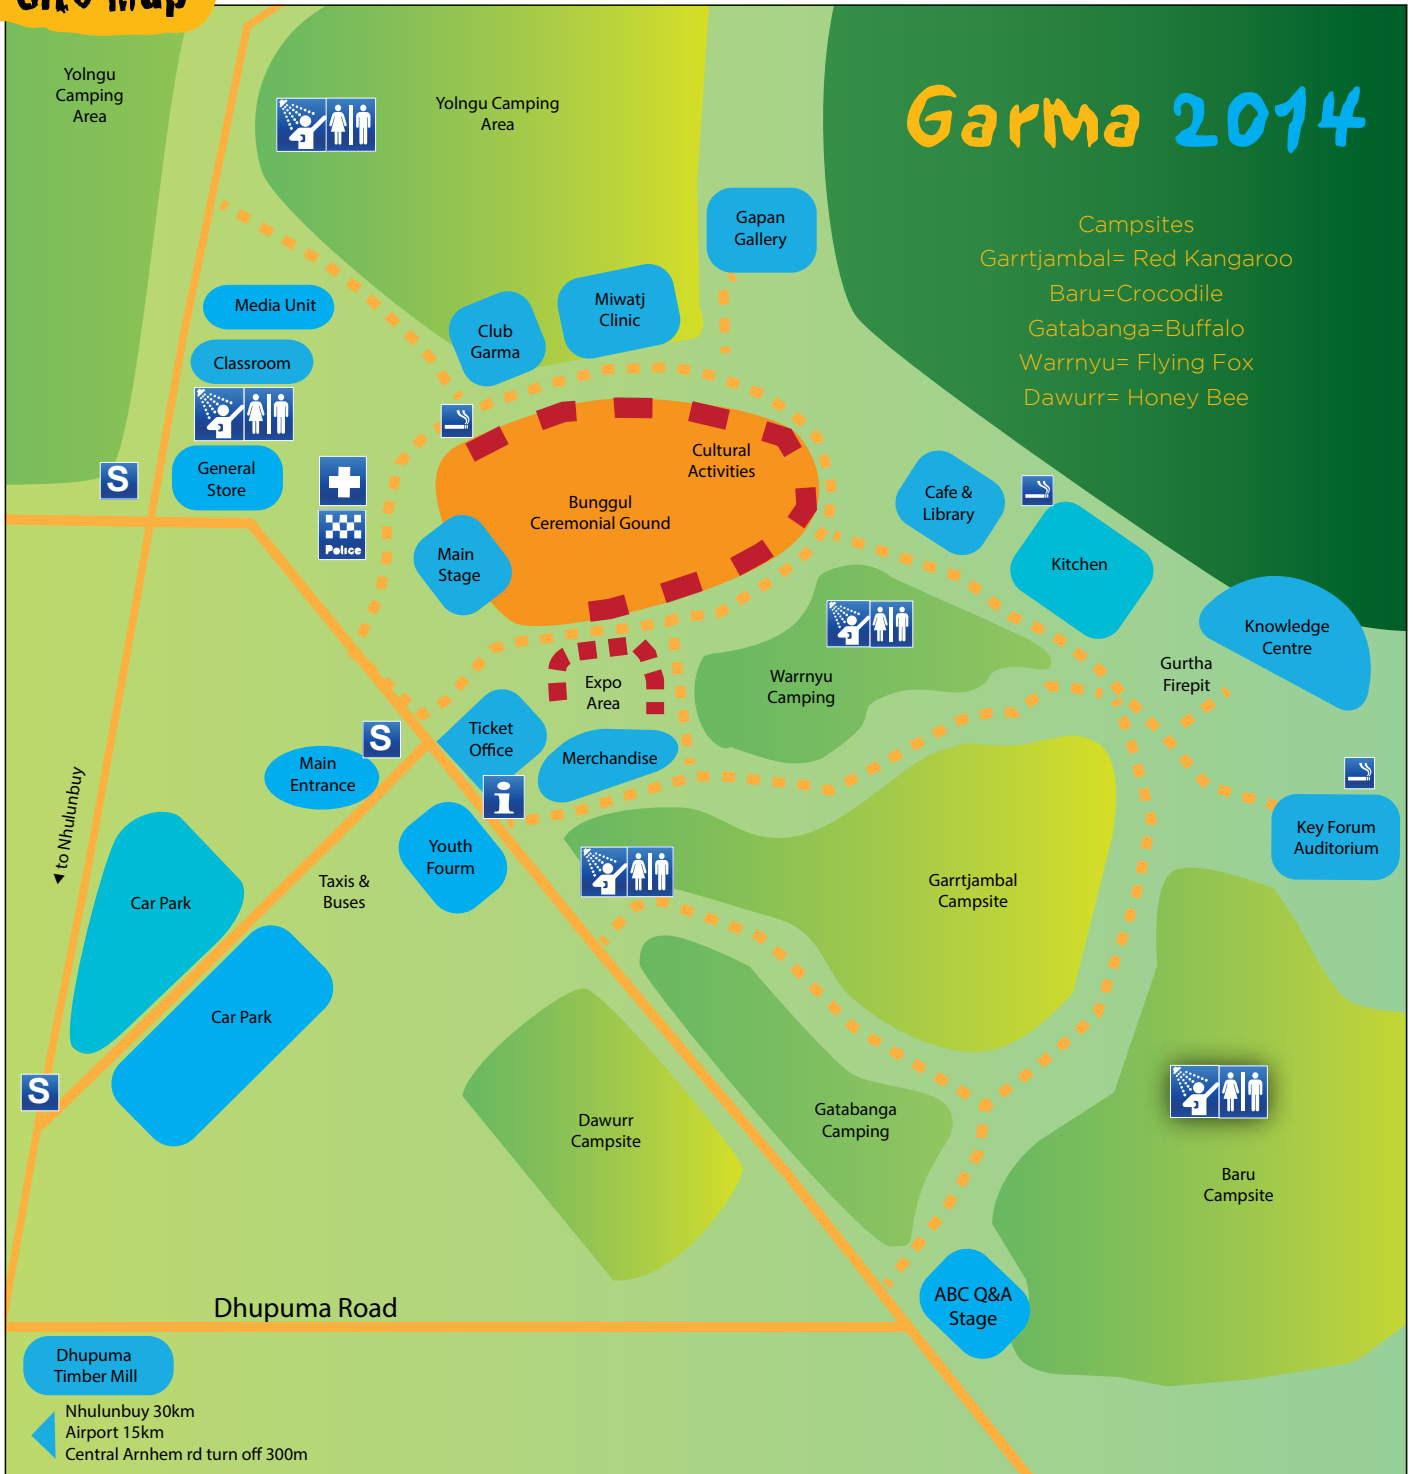 Site Map
Garma 2014
Campsites
Garrtjambal= Red Kangaroo
Baru=Crocodile
Gatabanga=Buffalo
Warrnyu= Flying Fox
Dawurr= Honey Bee
Yolngu
Camping
Area
Yolngu Camping
Area
Gapan
Gallery
Media Unit
Miwatj
Clinic
Club
Garma
Classroom
General
Store
S
Police
Cultural
Activities
Bunggul
Ceremonial Gound
Main
Stage
Cafe &
Library
Kitchen
Knowledge
Centre
Gurtha
Firepit
Warrnyu
Camping
Expo
Area
Ticket
Office
Merchandise
S
Main
Entrance
i
Youth
Fourm
to Nhulunbuy
Key Forum
Auditorium
Taxis &
Buses
Car Park
Garrtjambal
Campsite
Car Park
S
Dawurr
Campsite
Gatabanga
Camping
Baru
Campsite
ABC Q&A
Stage
Dhupuma Road
Dhupuma
Timber Mill
Nhulunbuy 30km
Airport 15km
Central Arnhem rd turn off 300m